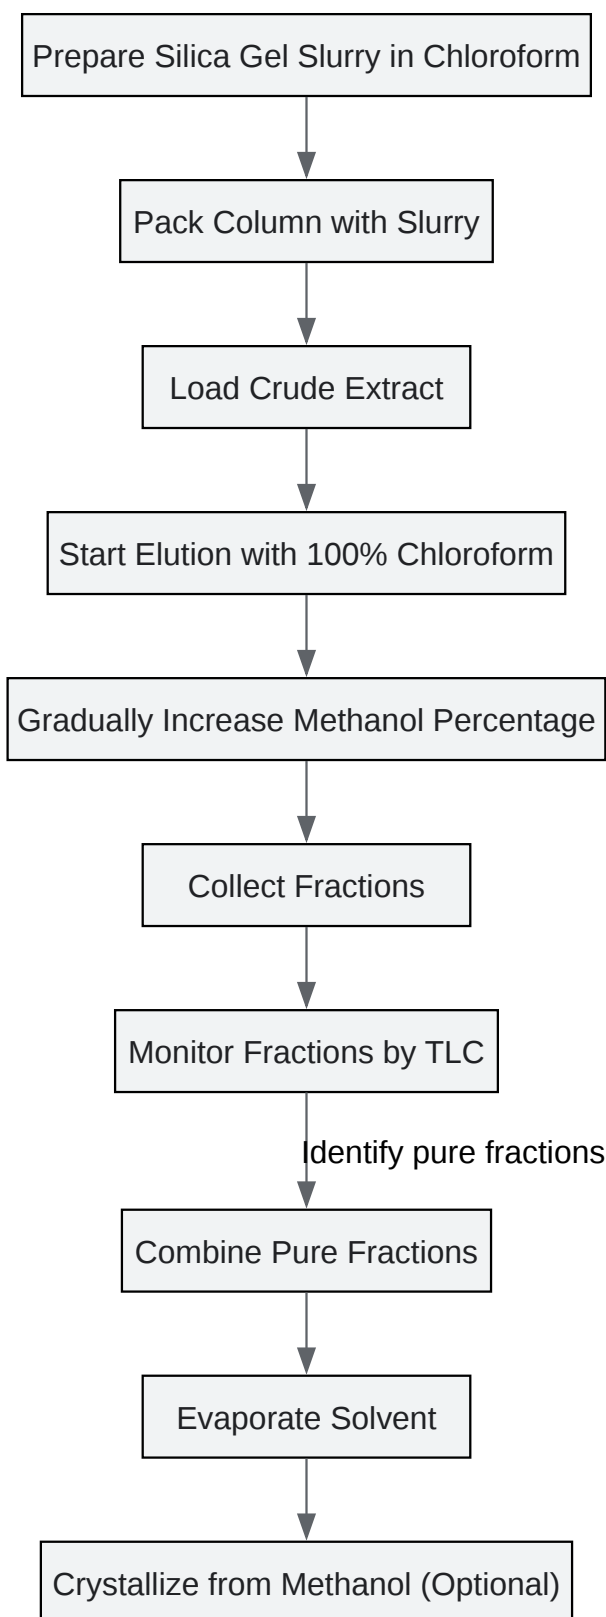 Prepare Silica Gel Slurry in Chloroform
Pack Column with Slurry
Load Crude Extract
Start Elution with 100% Chloroform
Gradually Increase Methanol Percentage
Collect Fractions
Monitor Fractions by TLC
Identify pure fractions
Combine Pure Fractions
Evaporate Solvent
Crystallize from Methanol (Optional)